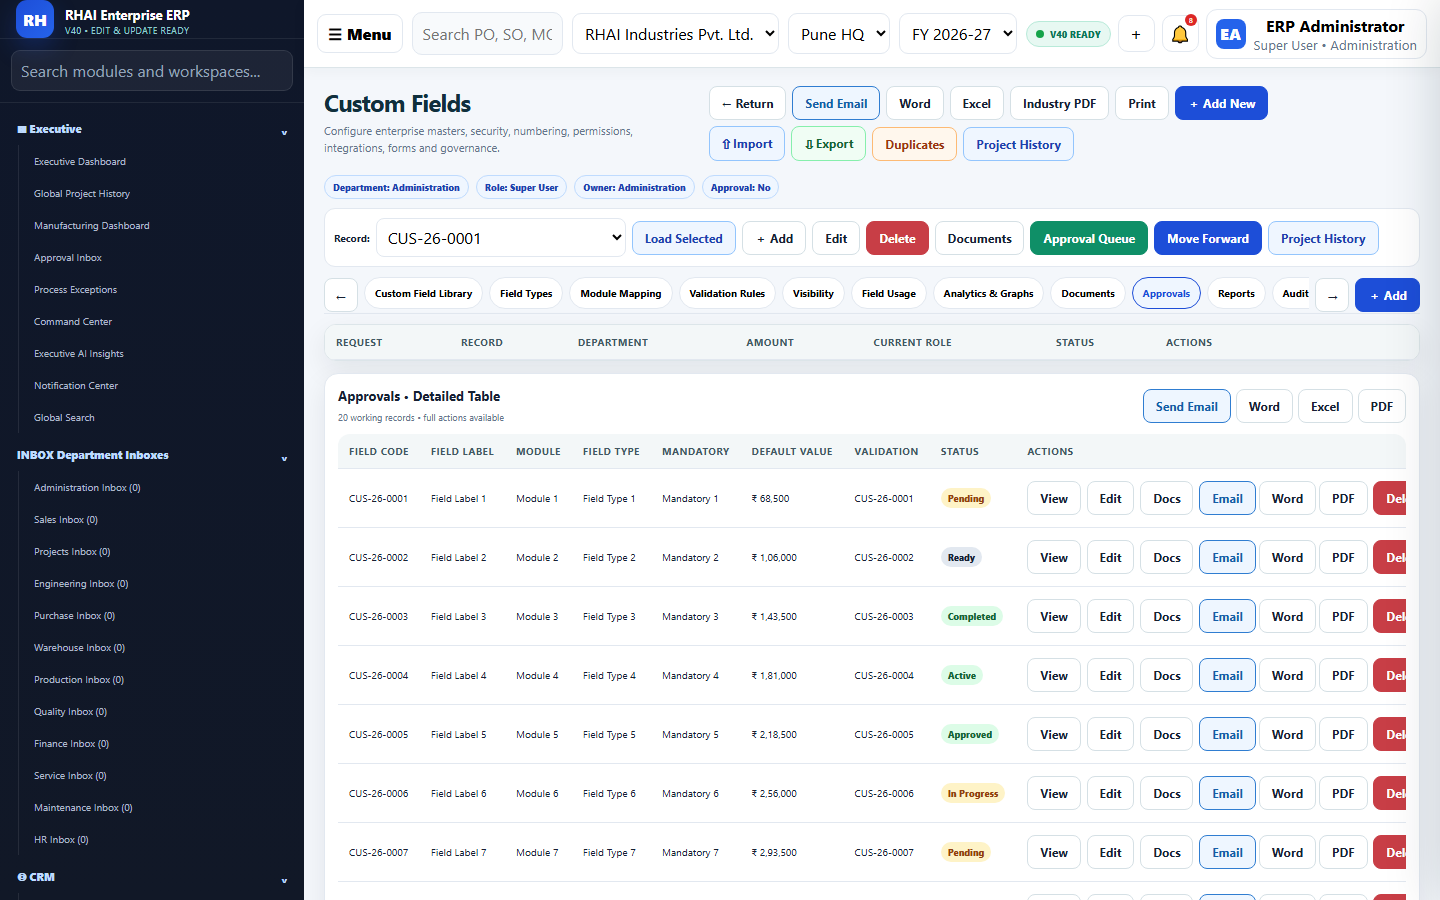 RH
RHAI Enterprise ERP
V40 • EDIT & UPDATE READY
Search modules and workspaces...
Executive
Executive Dashboard
Global Project History
Manufacturing Dashboard
Approval Inbox
Process Exceptions
Command Center
Executive AI Insights
Notification Center
Global Search
INBOX Department Inboxes
Administration Inbox (0)
Sales Inbox (0)
Projects Inbox (0)
Engineering Inbox (0)
Purchase Inbox (0)
Warehouse Inbox (0)
Production Inbox (0)
Quality Inbox (0)
Finance Inbox (0)
Service Inbox (0)
Maintenance Inbox (0)
HR Inbox (0)
CRM
☰ Menu
Search PO, SO, MO
RHAI Industries Pvt. Ltd.
Pune HQ
FY 2026-27
V40 READY
+
8
EA
ERP Administrator
Super User • Administration
Custom Fields
Configure enterprise masters, security, numbering, permissions,
integrations, forms and governance.
← Return
Send Email
Word
Excel
Industry PDF
Print
+ Add New
⇧ Import
⇩ Export
Duplicates
Project History
Department: Administration
Role: Super User
Owner: Administration
Approval: No
Record:
CUS-26-0001
Load Selected
+ Add
Edit
Delete
Documents
Approval Queue
Move Forward
Project History
←
Custom Field Library
Field Types
Module Mapping
Validation Rules
Visibility
Field Usage
Analytics & Graphs
Documents
Approvals
Reports
Audit
→
+ Add
REQUEST RECORD DEPARTMENT AMOUNT CURRENT ROLE STATUS ACTIONS
Approvals • Detailed Table
20 working records • full actions available
Send Email
Word
Excel
PDF
FIELD CODE FIELD LABEL MODULE FIELD TYPE MANDATORY DEFAULT VALUE VALIDATION STATUS ACTIONS
CUS-26-0001 Field Label 1 Module 1 Field Type 1 Mandatory 1 ₹ 68,500 CUS-26-0001 Pending View Edit Docs Email Word PDF Del
CUS-26-0002 Field Label 2 Module 2 Field Type 2 Mandatory 2 ₹ 1,06,000 CUS-26-0002 Ready View Edit Docs Email Word PDF Del
CUS-26-0003 Field Label 3 Module 3 Field Type 3 Mandatory 3 ₹ 1,43,500 CUS-26-0003 Completed View Edit Docs Email Word PDF Del
CUS-26-0004 Field Label 4 Module 4 Field Type 4 Mandatory 4 ₹ 1,81,000 CUS-26-0004 Active View Edit Docs Email Word PDF Del
CUS-26-0005 Field Label 5 Module 5 Field Type 5 Mandatory 5 ₹ 2,18,500 CUS-26-0005 Approved View Edit Docs Email Word PDF Del
CUS-26-0006 Field Label 6 Module 6 Field Type 6 Mandatory 6 ₹ 2,56,000 CUS-26-0006 In Progress View Edit Docs Email Word PDF Del
CUS-26-0007 Field Label 7 Module 7 Field Type 7 Mandatory 7 ₹ 2,93,500 CUS-26-0007 Pending View Edit Docs Email Word PDF Del